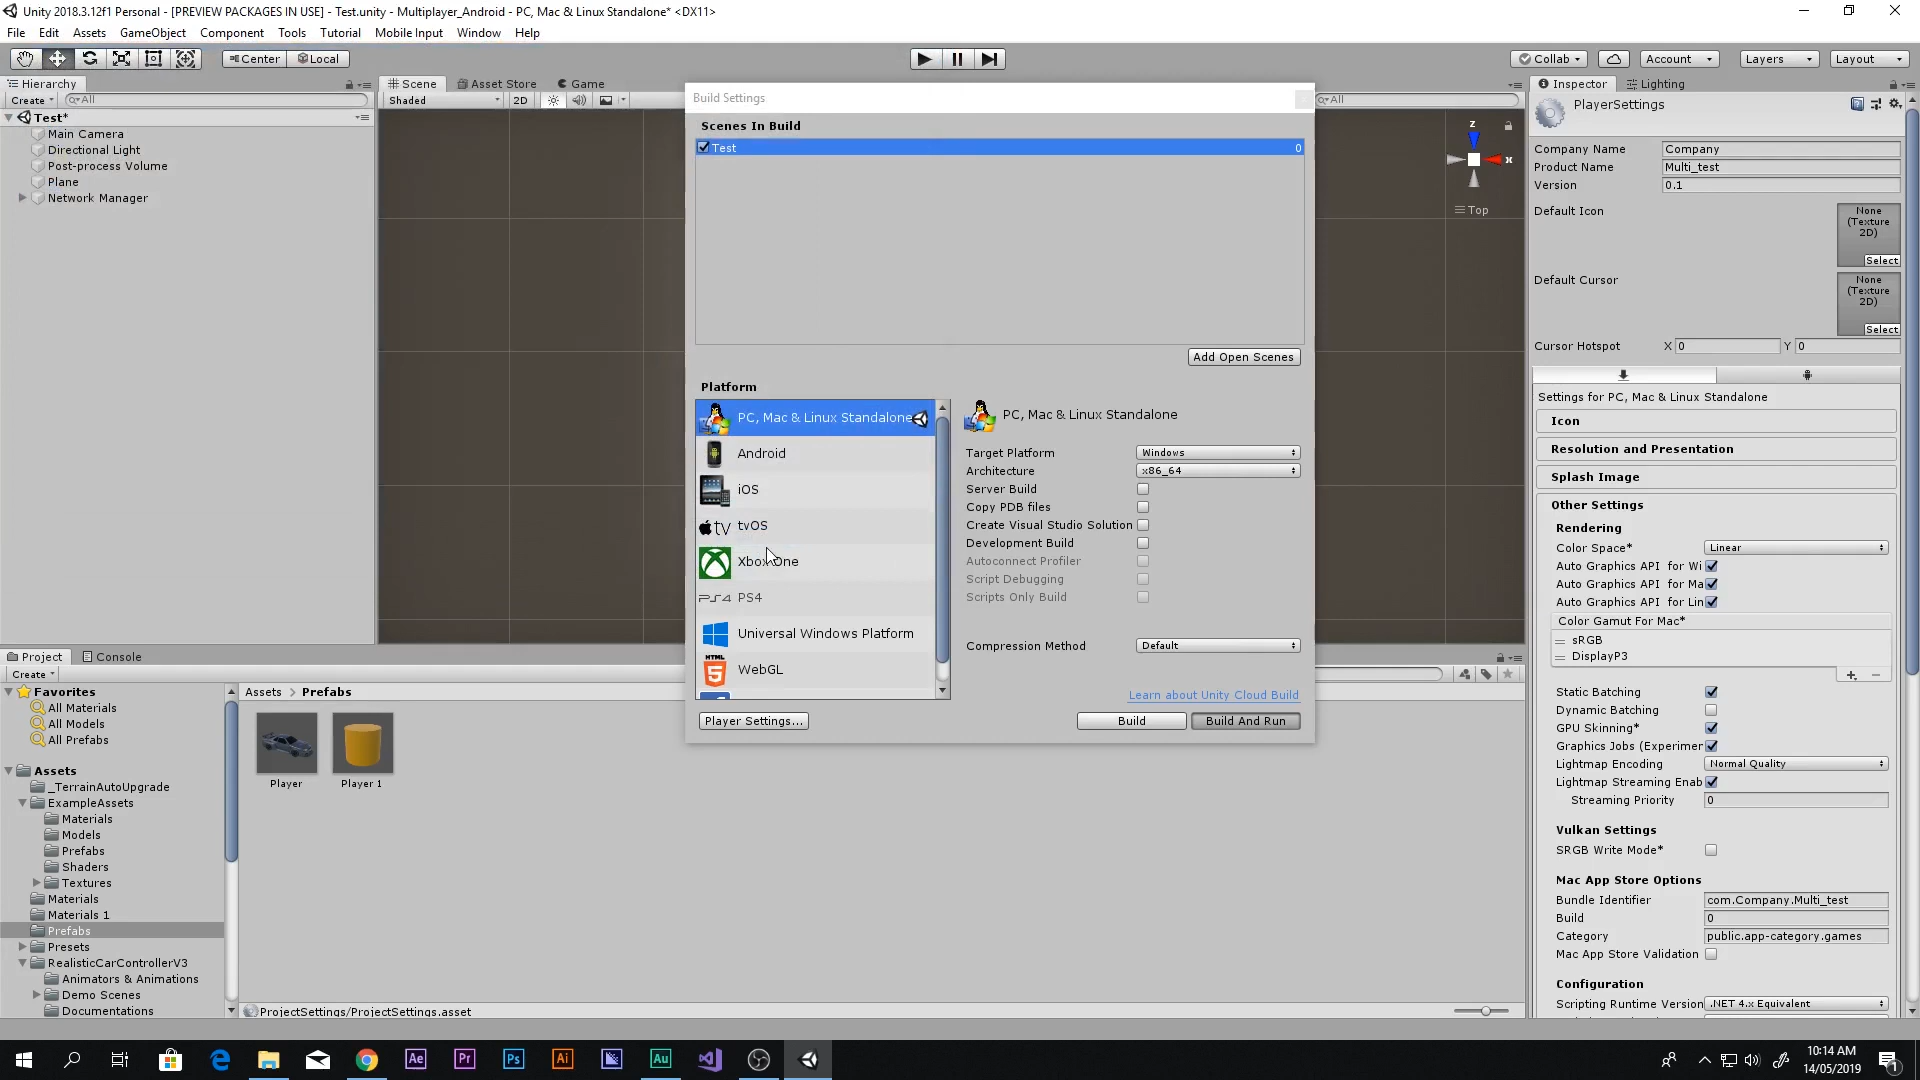 Unity 2018.3.12f1 Personal - [PREVIEW PACKAGES IN USE] - Test.unity - Multiplayer_Android - PC, Mac & Linux Standalone* <DX11>
File Edit Assets GameObject Component Tools Tutorial Mobile Input Window Help
Center Local
Collab Account Layers Layout
Hierarchy
Create All
Test*
Main Camera
Directional Light
Post-process Volume
Plane
Network Manager
Scene Asset Store Game
Shaded 2D
All
Z
X
Top
Build Settings
Scenes In Build
Test 0
Add Open Scenes
Platform
PC, Mac & Linux Standalone
Android
iOS
tv tvOS
Xbox One
PS4 PS4
Universal Windows Platform
HTML 5 WebGL
PC, Mac & Linux Standalone
Target Platform Windows
Architecture x86_64
Server Build
Copy PDB files
Create Visual Studio Solution
Development Build
Autoconnect Profiler
Script Debugging
Scripts Only Build
Compression Method Default
Learn about Unity Cloud Build
Player Settings... Build Build And Run
Inspector Lighting
PlayerSettings
Company Name Company
Product Name Multi_test
Version 0.1
Default Icon
None (Texture 2D)
Select
Default Cursor
None (Texture 2D)
Select
Cursor Hotspot X 0 Y 0
Settings for PC, Mac & Linux Standalone
Icon
Resolution and Presentation
Splash Image
Other Settings
Rendering
Color Space* Linear
Auto Graphics API for Wi
Auto Graphics API for Ma
Auto Graphics API for Lin
Color Gamut For Mac*
sRGB
DisplayP3
Static Batching
Dynamic Batching
GPU Skinning*
Graphics Jobs (Experimer
Lightmap Encoding Normal Quality
Lightmap Streaming Enab
Streaming Priority 0
Vulkan Settings
SRGB Write Mode*
Mac App Store Options
Bundle Identifier com.Company.Multi_test
Build 0
Category public.app-category.games
Mac App Store Validation
Configuration
Scripting Runtime Version .NET 4.x Equivalent
Project Console
Create
Favorites
All Materials
All Models
All Prefabs
Assets
_TerrainAutoUpgrade
ExampleAssets
Materials
Models
Prefabs
Shaders
Textures
Materials
Materials 1
Prefabs
Presets
RealisticCarControllerV3
Animators & Animations
Demo Scenes
Documentations
Assets Prefabs
Player Player 1
ProjectSettings/ProjectSettings.asset
Ae Pr Ps Ai Au
10:14 AM
14/05/2019
1